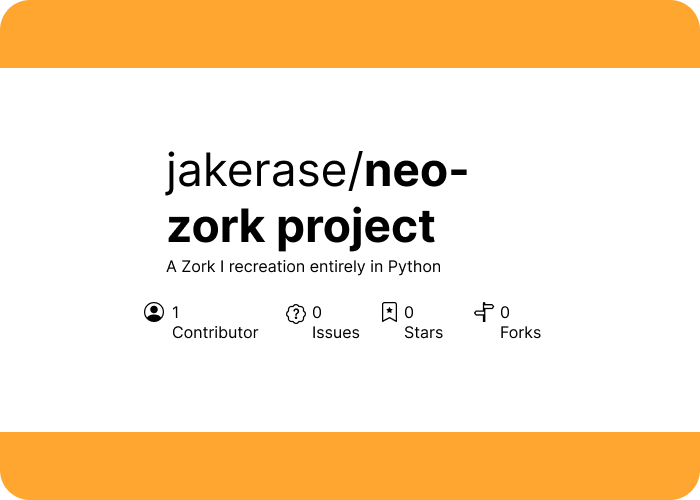 jakerase/neo-
zork project
A Zork I recreation entirely in Python
1 0 0 0
Contributor Issues Stars Forks